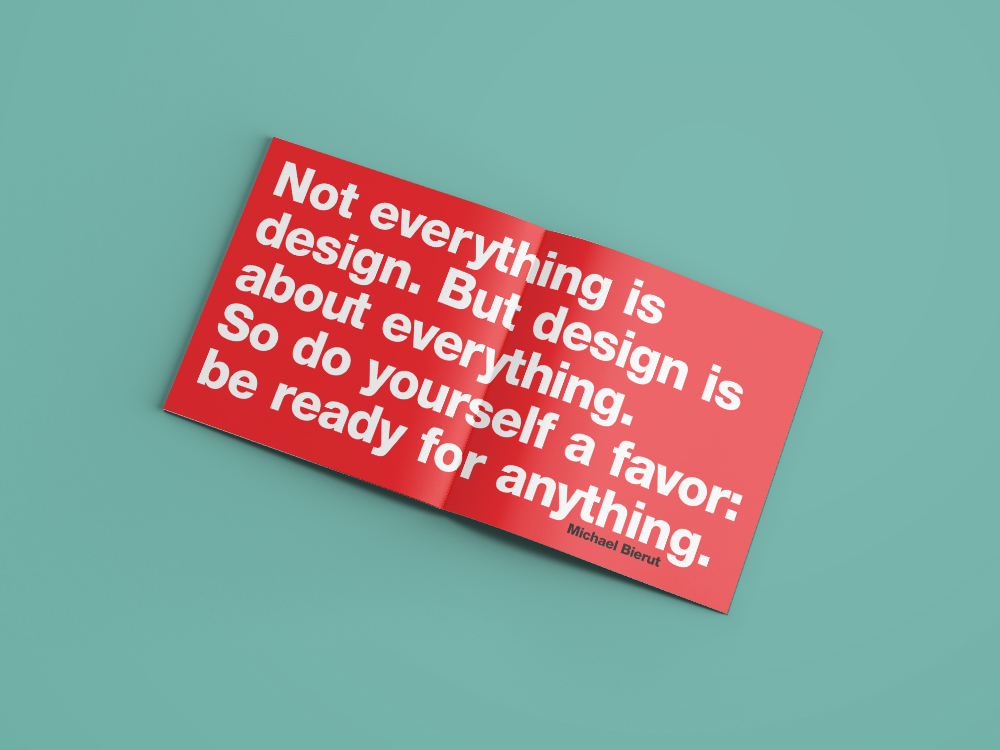 Not everything is
design. But design is
about everything.
So do yourself a favor:
be ready for anything.
Michael Bierut